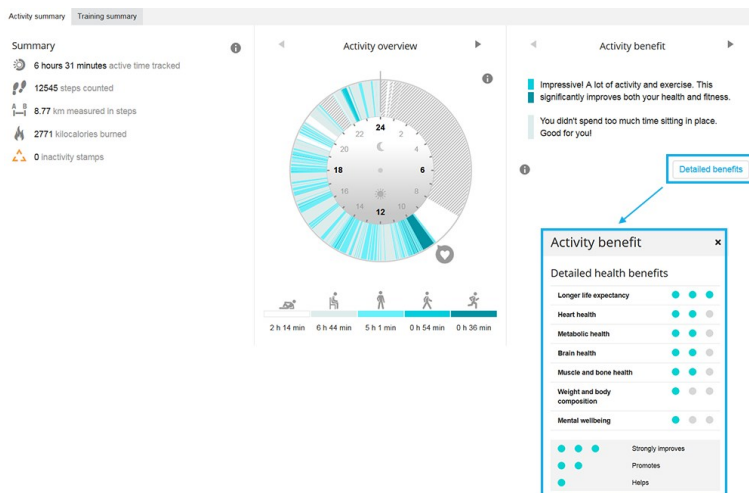 Activity summary
Training summary
Summary
6 hours 31 minutes active time tracked
12545 steps counted
A B
8.77 km measured in steps
2771 kilocalories burned
0 inactivity stamps
Activity overview
24
22
2
20
4
18
6
16
8
14
10
12
2 h 14 min
6 h 44 min
5 h 1 min
0 h 54 min
0 h 36 min
Activity benefit
Impressive! A lot of activity and exercise. This
significantly improves both your health and fitness.
You didn't spend too much time sitting in place.
Good for you!
Detailed benefits
Activity benefit
×
Detailed health benefits
Longer life expectancy
Heart health
Metabolic health
Brain health
Muscle and bone health
Weight and body
composition
Mental wellbeing
Strongly improves
Promotes
Helps